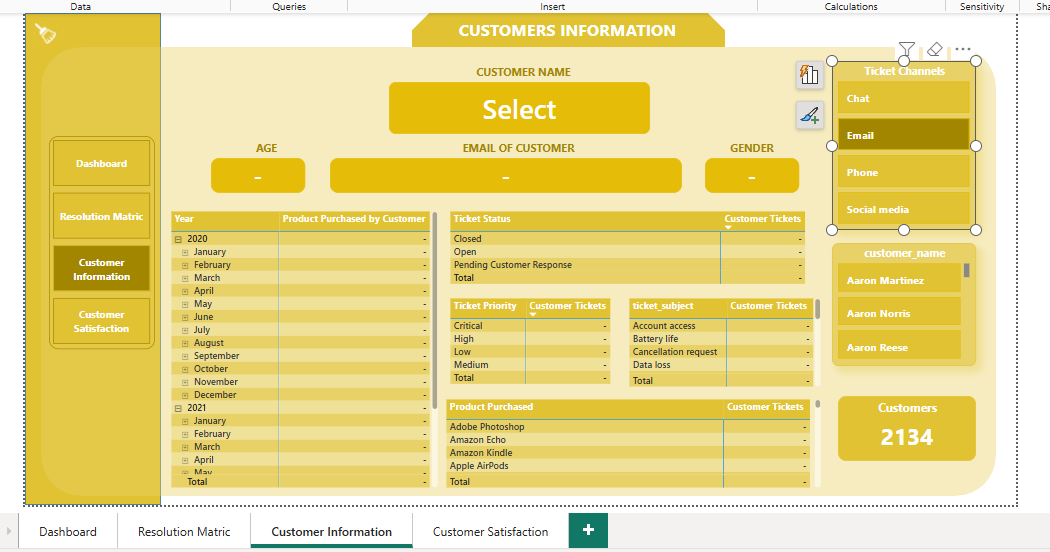 Data Queries Insert Calculations Sensitivity Sha
CUSTOMERS INFORMATION
CUSTOMER NAME
Select
AGE EMAIL OF CUSTOMER GENDER
- - -
Dashboard
Resolution Matric
Customer
Information
Customer
Satisfaction
Year Product Purchased by Customer
2020 -
January -
February -
March -
April -
May -
June -
July -
August -
September -
October -
November -
December -
2021 -
January -
February -
March -
April -
May
Total -
Ticket Status Customer Tickets
Closed -
Open -
Pending Customer Response -
Total -
Ticket Priority Customer Tickets
Critical -
High -
Low -
Medium -
Total -
ticket_subject Customer Tickets
Account access -
Battery life -
Cancellation request -
Data loss -
Total -
Product Purchased Customer Tickets
Adobe Photoshop -
Amazon Echo -
Amazon Kindle -
Apple AirPods -
Total -
Ticket Channels
Chat
Email
Phone
Social media
customer_name
Aaron Martinez
Aaron Norris
Aaron Reese
Customers
2134
Dashboard Resolution Matric Customer Information Customer Satisfaction +